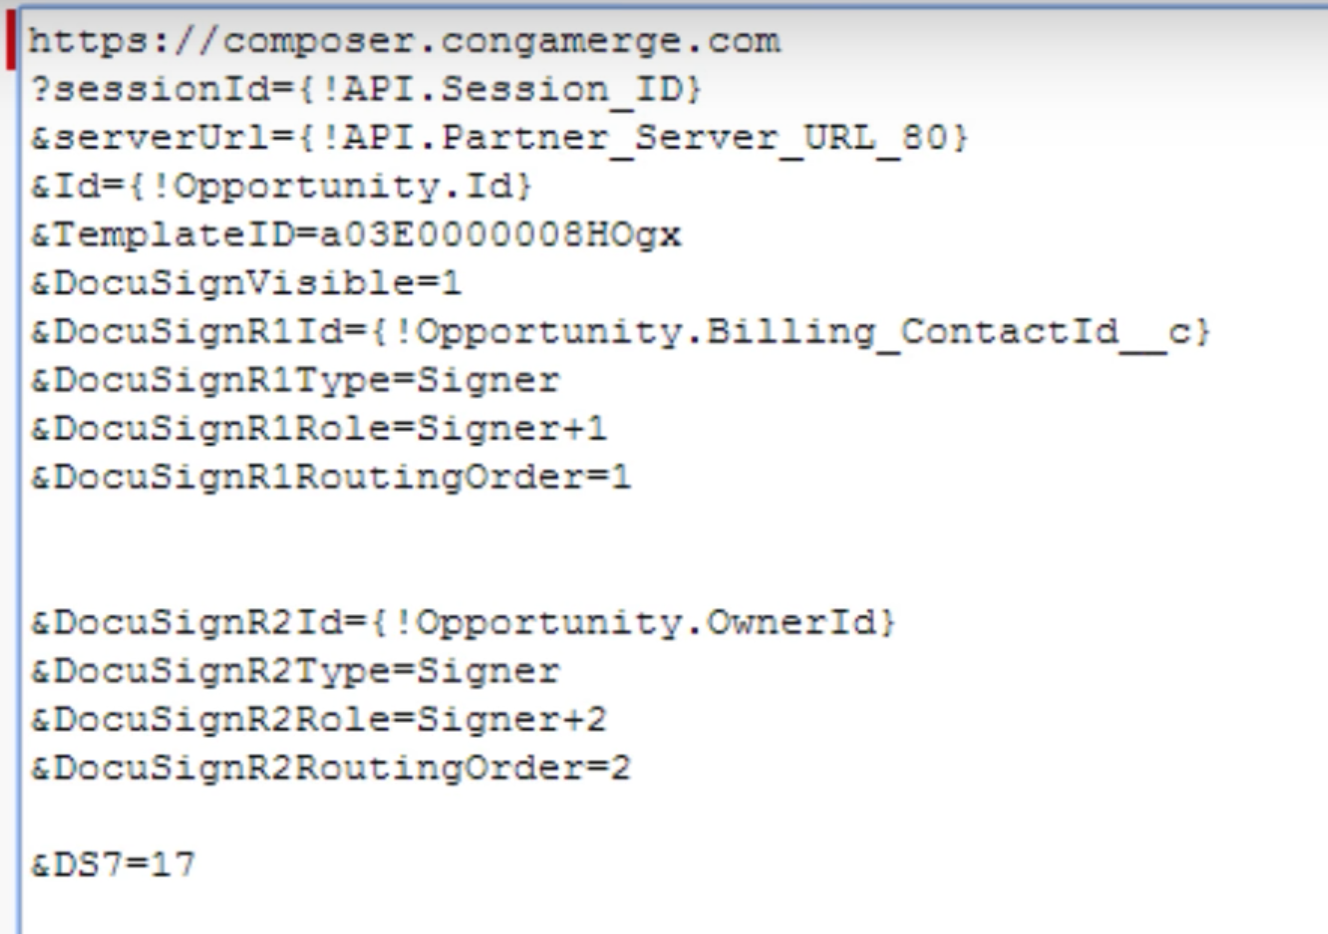 https://composer.congamerge.com
?sessionId={!API.Session_ID}
&serverUrl={!API.Partner_Server_URL_80}
&Id={!Opportunity.Id}
&TemplateID=a03E0000008HOgx
&DocuSignVisible=1
&DocuSignR1Id={!Opportunity.Billing_ContactId__c}
&DocuSignR1Type=Signer
&DocuSignR1Role=Signer+1
&DocuSignR1RoutingOrder=1
&DocuSignR2Id={!Opportunity.OwnerId}
&DocuSignR2Type=Signer
&DocuSignR2Role=Signer+2
&DocuSignR2RoutingOrder=2
&DS7=17